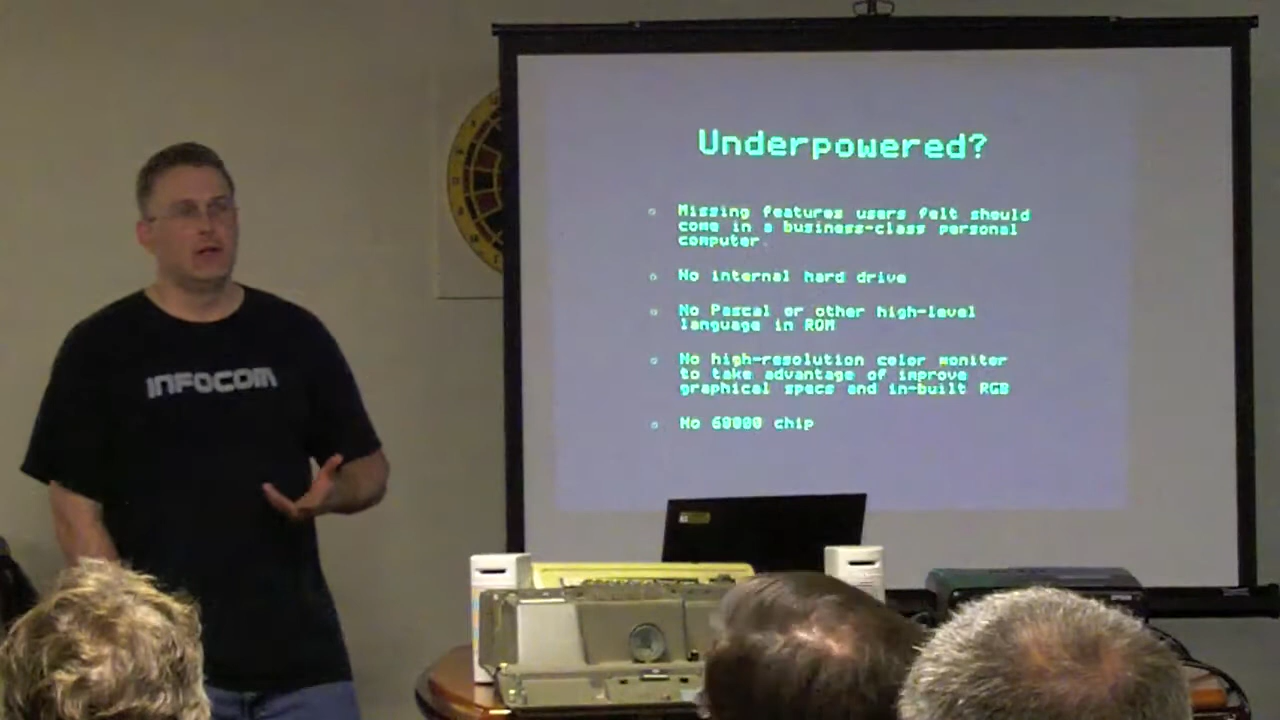 Underpowered?
Missing features users felt should
come in a business-class personal
computer.
No internal hard drive
No Pascal or other high-level
language in ROM
No high-resolution color moniter
to take advantage of improve
graphical specs and in-built RGB
No 68000 chip
INFOCOM